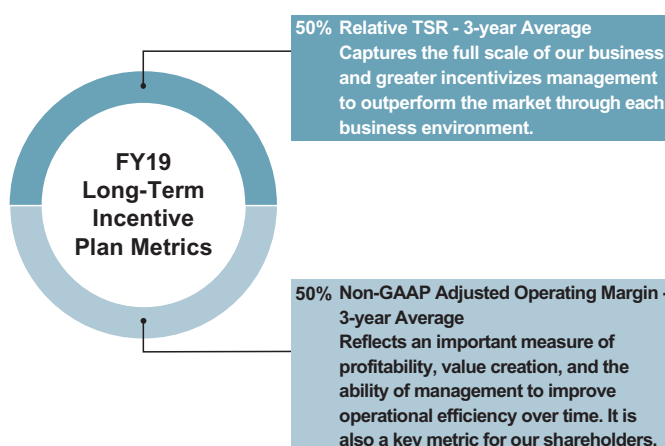 50% Relative TSR - 3-year Average
Captures the full scale of our business
and greater incentivizes management
to outperform the market through each
business environment.
FY19
Long-Term
Incentive
Plan Metrics
50% Non-GAAP Adjusted Operating Margin -
3-year Average
Reflects an important measure of
profitability, value creation, and the
ability of management to improve
operational efficiency over time. It is
also a key metric for our shareholders.